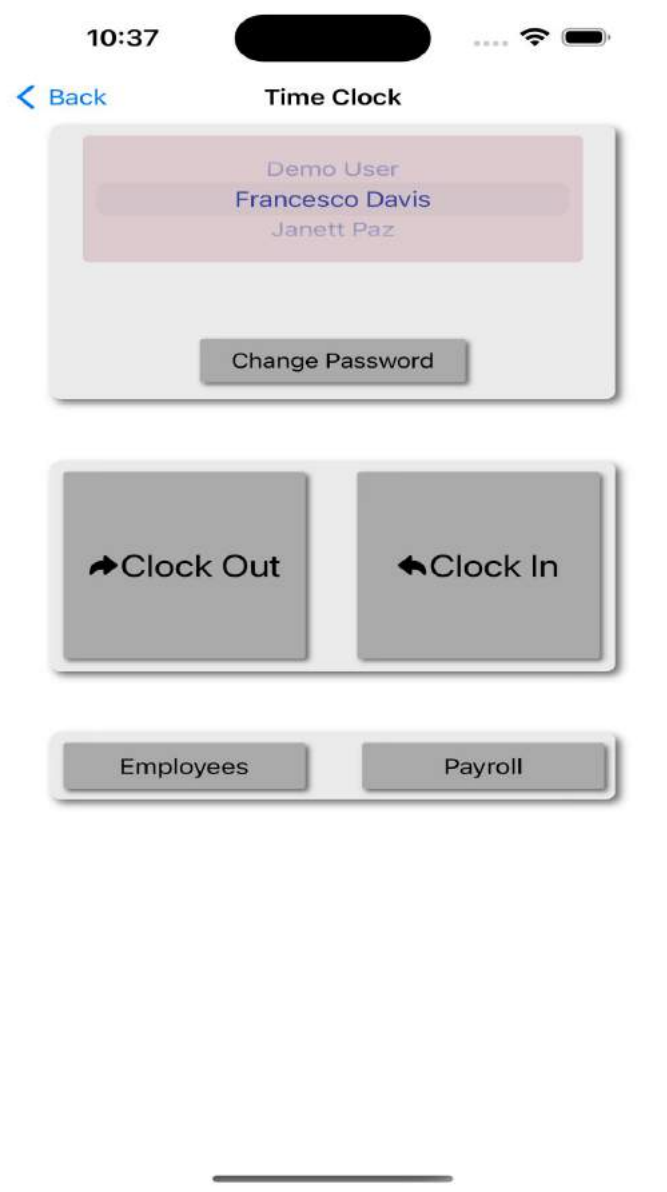 10:37
Back Time Clock
Demo User
Francesco Davis
Janett Paz
Change Password
Clock Out Clock In
Employees Payroll